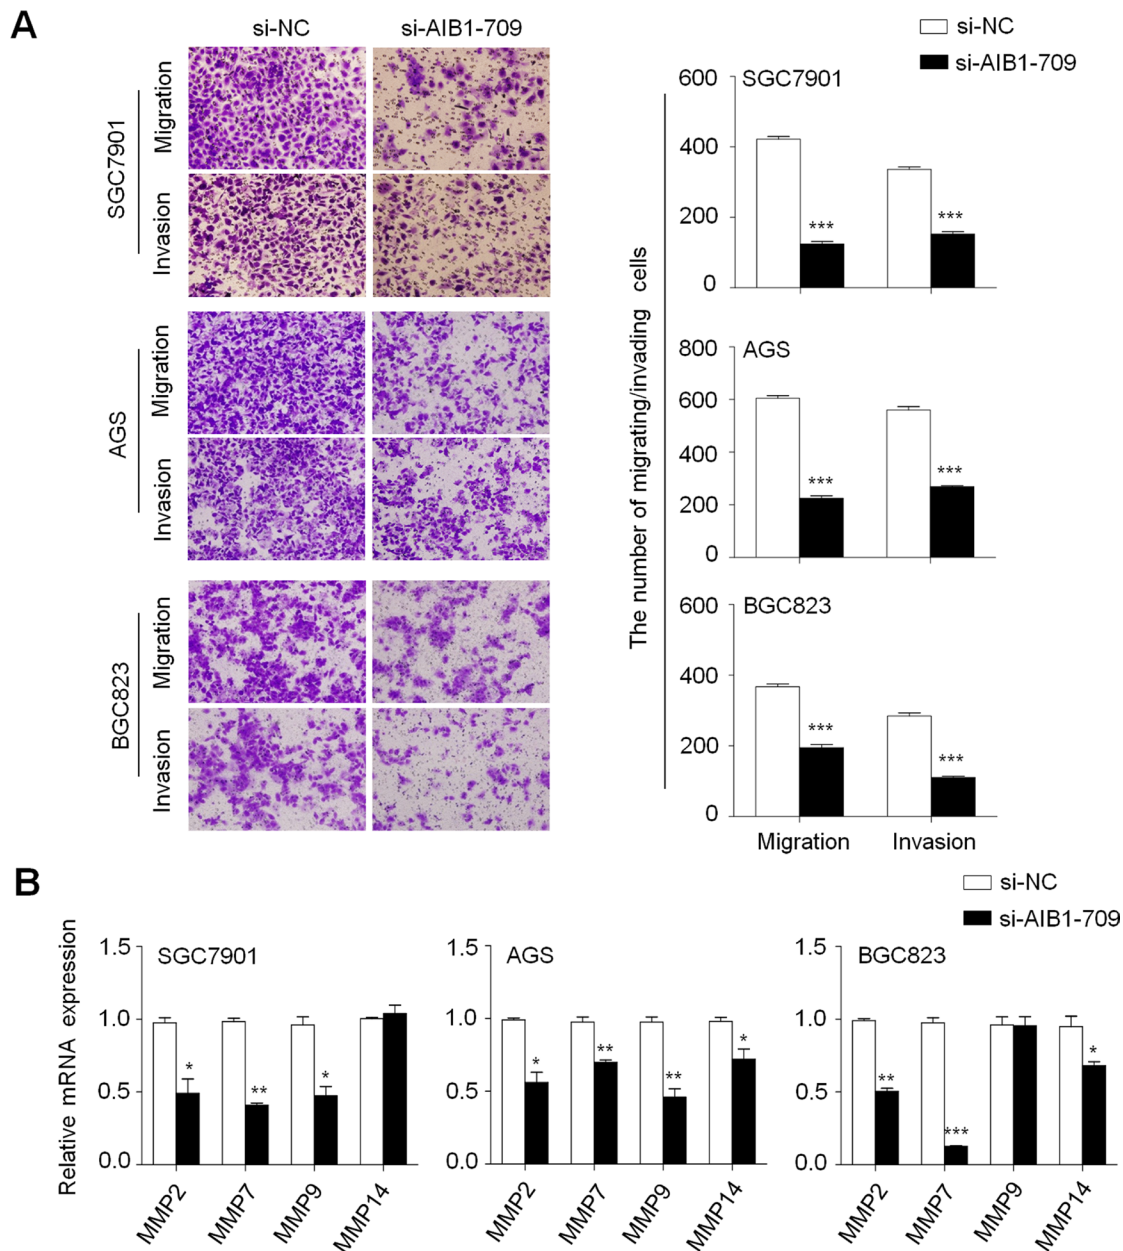 A
si-NC
si-AIB1-709
SGC7901
Migration
Invasion
AGS
Migration
Invasion
BGC823
Migration
Invasion
si-NC
si-AIB1-709
The number of migrating/invading cells
SGC7901
600
400
200
0
***
***
AGS
800
600
400
200
0
***
***
BGC823
600
400
200
0
***
***
Migration
Invasion
B
si-NC
si-AIB1-709
Relative mRNA expression
SGC7901
1.5
1.0
0.5
0.0
*
**
*
MMP2
MMP7
MMP9
MMP14
AGS
1.5
1.0
0.5
0.0
*
**
**
*
MMP2
MMP7
MMP9
MMP14
BGC823
1.5
1.0
0.5
0.0
**
***
*
MMP2
MMP7
MMP9
MMP14